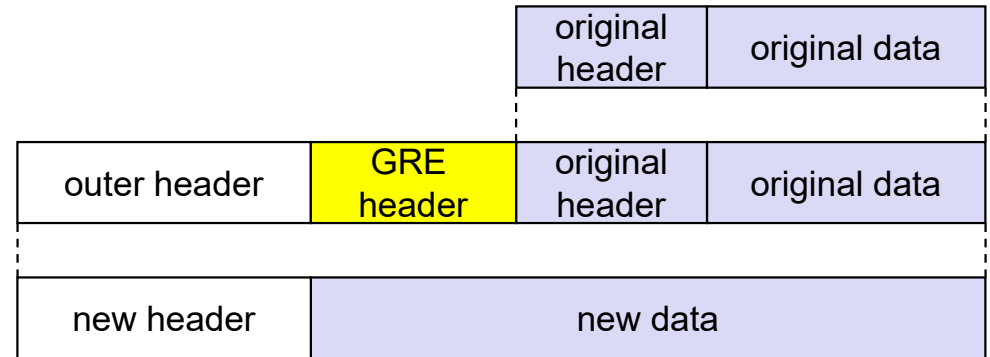 original
header
original data
outer header
GRE
header
original
header
original data
new header
new data